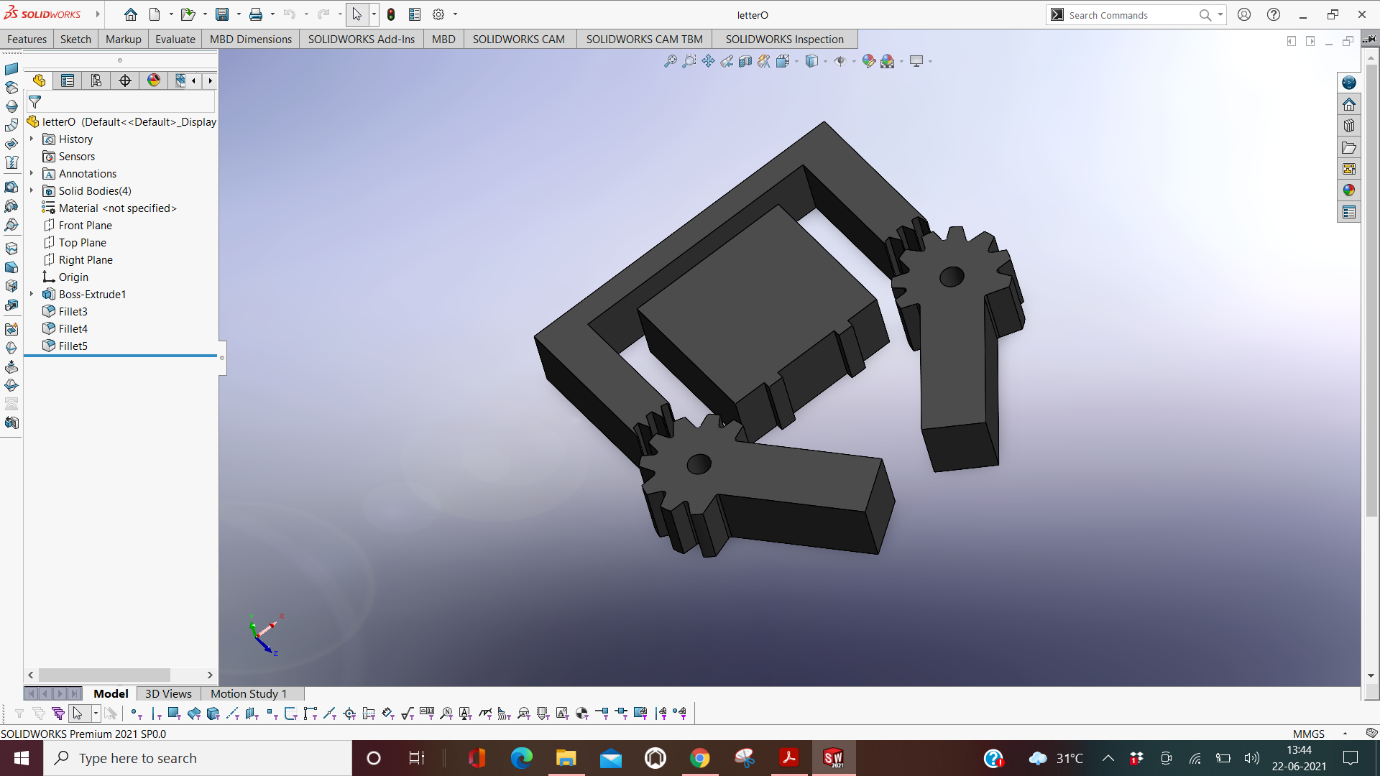 SOLIDWORKS
letterO
Search Commands
Features
Sketch
Markup
Evaluate
MBD Dimensions
SOLIDWORKS Add-Ins
MBD
SOLIDWORKS CAM
SOLIDWORKS CAM TBM
SOLIDWORKS Inspection
letterO (Default<<Default>_Display
History
Sensors
Annotations
Solid Bodies(4)
Material <not specified>
Front Plane
Top Plane
Right Plane
Origin
Boss-Extrude1
Fillet3
Fillet4
Fillet5
Model
3D Views
Motion Study 1
SOLIDWORKS Premium 2021 SP0.0
MMGS
Type here to search
31°C
13:44
22-06-2021